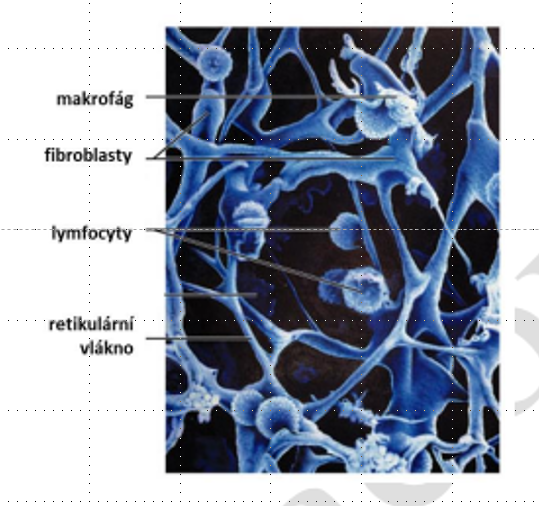 makrofág
fibroblasty
lymfocyty
retikulární
vlákno